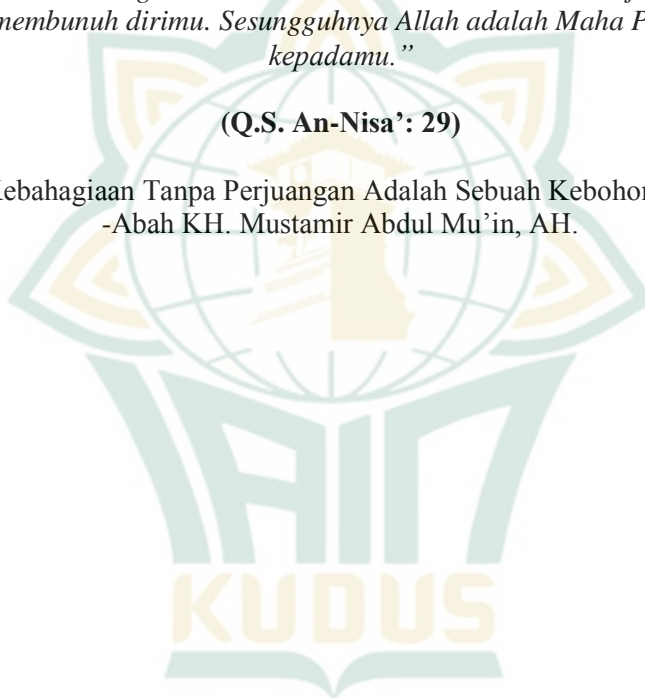 membunuh dirimu. Sesungguhnya Allah adalah Maha P
kepadamu.”
(Q.S. An-Nisa’: 29)
Kebahagiaan Tanpa Perjuangan Adalah Sebuah Kebohon
-Abah KH. Mustamir Abdul Mu’in, AH.
IAIN
KUDUS